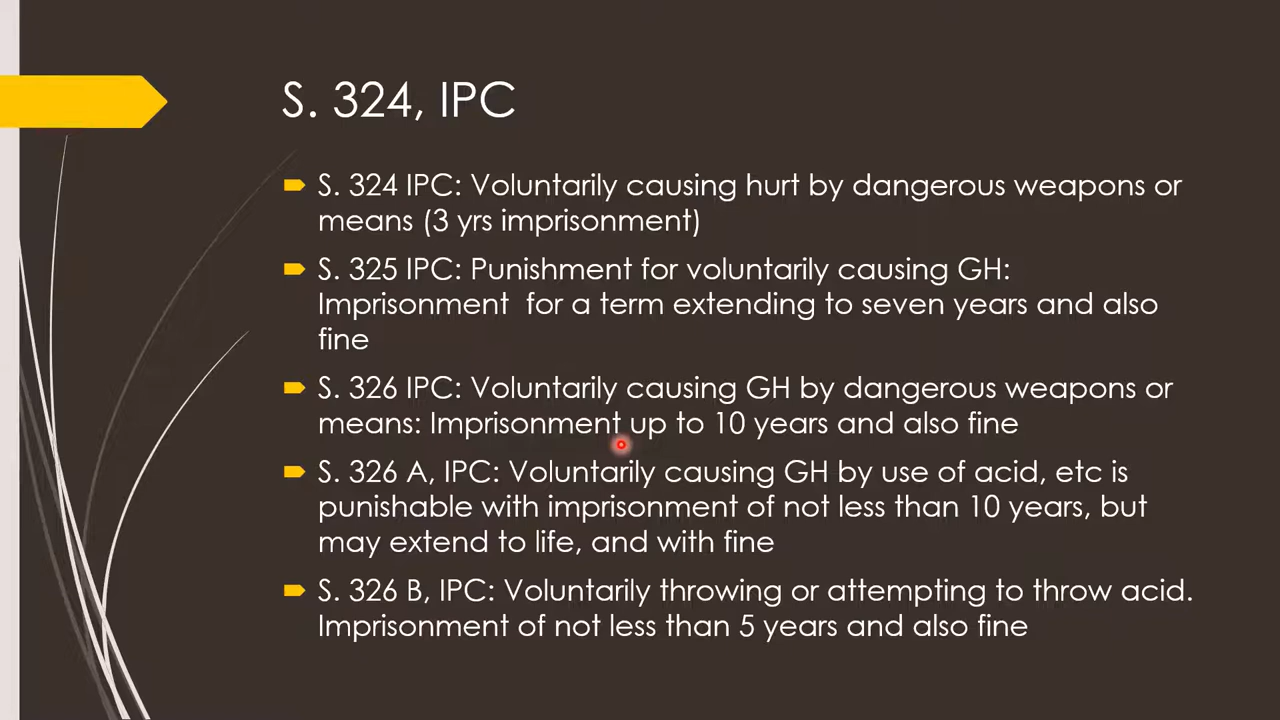 S. 324, IPC
S. 324 IPC: Voluntarily causing hurt by dangerous weapons or
means (3 yrs imprisonment)
S. 325 IPC: Punishment for voluntarily causing GH:
Imprisonment  for a term extending to seven years and also
fine
S. 326 IPC: Voluntarily causing GH by dangerous weapons or
means: Imprisonment up to 10 years and also fine
S. 326 A, IPC: Voluntarily causing GH by use of acid, etc is
punishable with imprisonment of not less than 10 years, but
may extend to life, and with fine
S. 326 B, IPC: Voluntarily throwing or attempting to throw acid.
Imprisonment of not less than 5 years and also fine